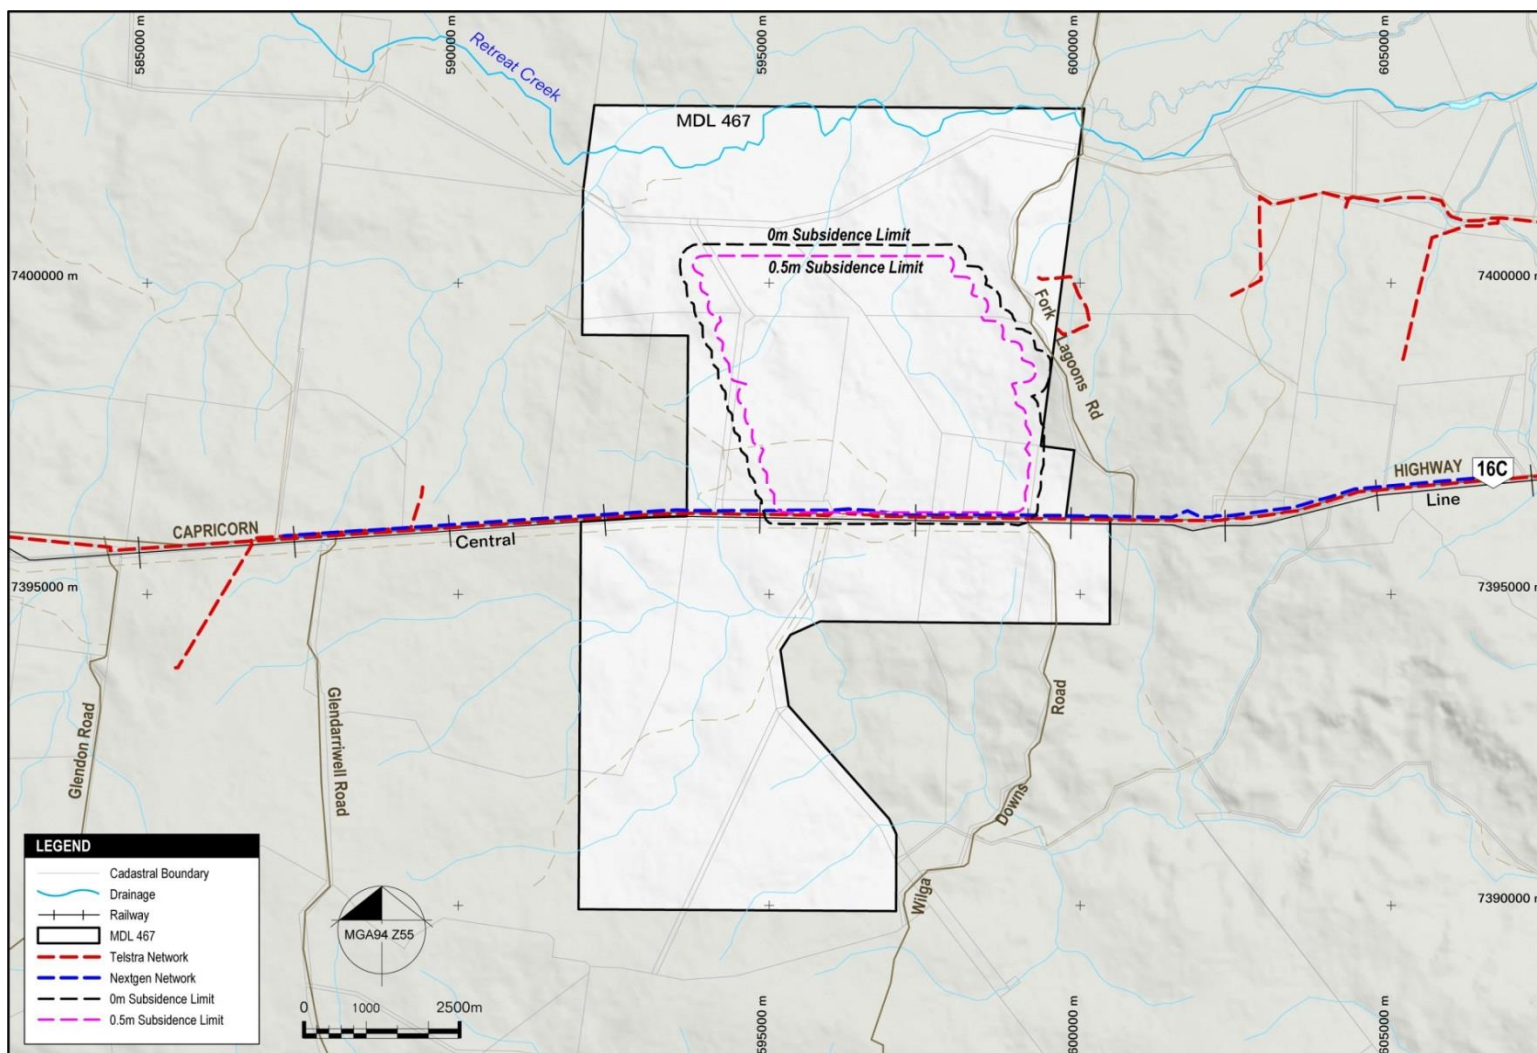 585000 m
590000 m
595000 m
600000 m
605000 m
Retreat Creek
MDL 467
0m Subsidence Limit
0.5m Subsidence Limit
7400000 m
7400000 m
Fork Lagoons Rd
CAPRICORN
HIGHWAY
16C
Central
Line
7395000 m
7395000 m
Glendon Road
Glendarriwell Road
Wilga Downs Road
7390000 m
LEGEND
Cadastral Boundary
Drainage
Railway
MDL 467
Telstra Network
Nextgen Network
0m Subsidence Limit
0.5m Subsidence Limit
MGA94 Z55
0 1000 2500m
595000 m
600000 m
605000 m